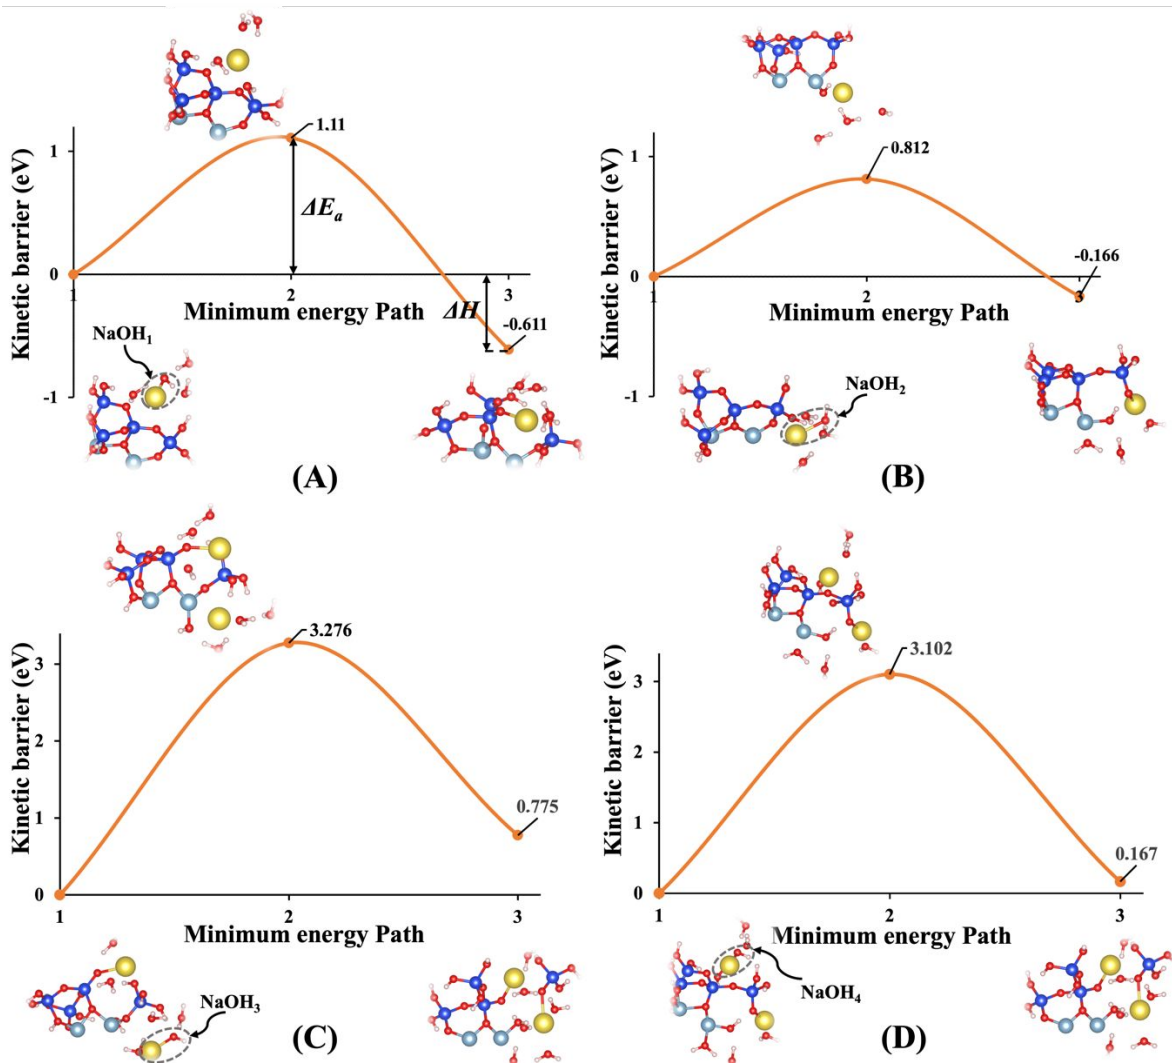 1.11
1
ΔEₐ
Kinetic barrier (eV)
0
1
2
3
Minimum energy Path
ΔH
-0.611
NaOH₁
-1
(A)
1
0.812
Kinetic barrier (eV)
-0.166
0
1
2
3
Minimum energy Path
NaOH₂
-1
(B)
3.276
3
Kinetic barrier (eV)
2
1
0.775
0
1
2
3
Minimum energy Path
NaOH₃
(C)
3.102
3
Kinetic barrier (eV)
2
1
0.167
0
1
2
3
Minimum energy Path
NaOH₄
(D)